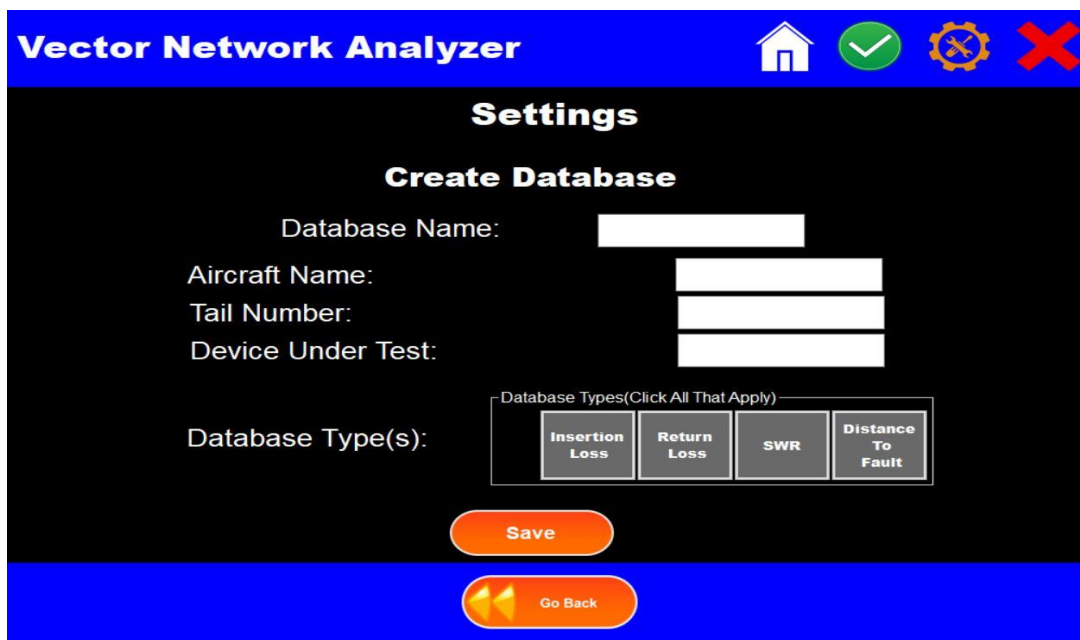 Vector Network Analyzer
Settings
Create Database
Database Name:
Aircraft Name:
Tail Number:
Device Under Test:
Database Types(Click All That Apply)
Database Type(s):
Insertion
Loss
Return
Loss
SWR
Distance
To
Fault
Save
Go Back